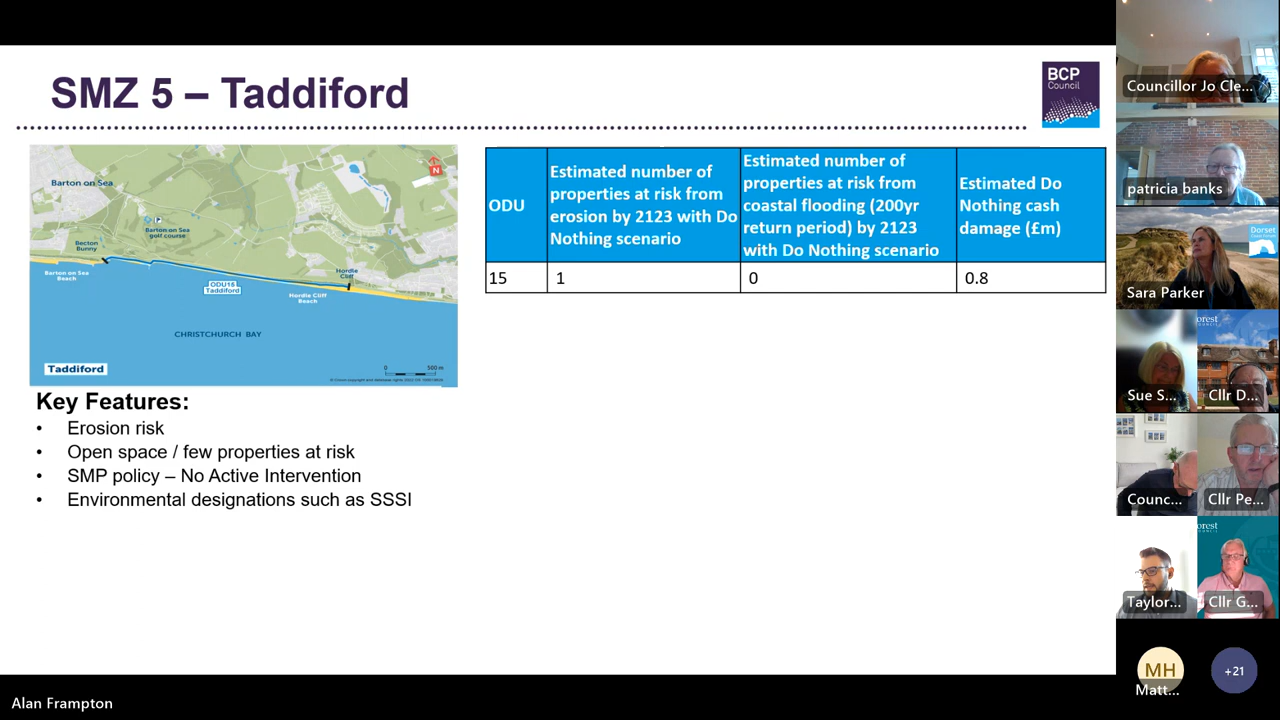 SMZ 5 – Taddiford
BCP
Council
Barton on Sea
N
P
Barton on Sea
golf course
Becton
Bunny
Barton on Sea
Beach
ODU15
Taddiford
Hordle
Cliff
Hordle Cliff
Beach
CHRISTCHURCH BAY
Taddiford
0
500 m
ODU
Estimated number of
properties at risk from
erosion by 2123 with Do
Nothing scenario
Estimated number of
properties at risk from
coastal flooding (200yr
return period) by 2123
with Do Nothing scenario
Estimated Do
Nothing cash
damage (£m)
15
1
0
0.8
Key Features:
• Erosion risk
• Open space / few properties at risk
• SMP policy – No Active Intervention
• Environmental designations such as SSSI
Councillor Jo Cle...
patricia banks
Dorset
Sara Parker
orest
Sue S...
Cllr D...
Counc...
Cllr Pe...
orest
Taylor...
Cllr G...
MH
Matt...
+21
Alan Frampton